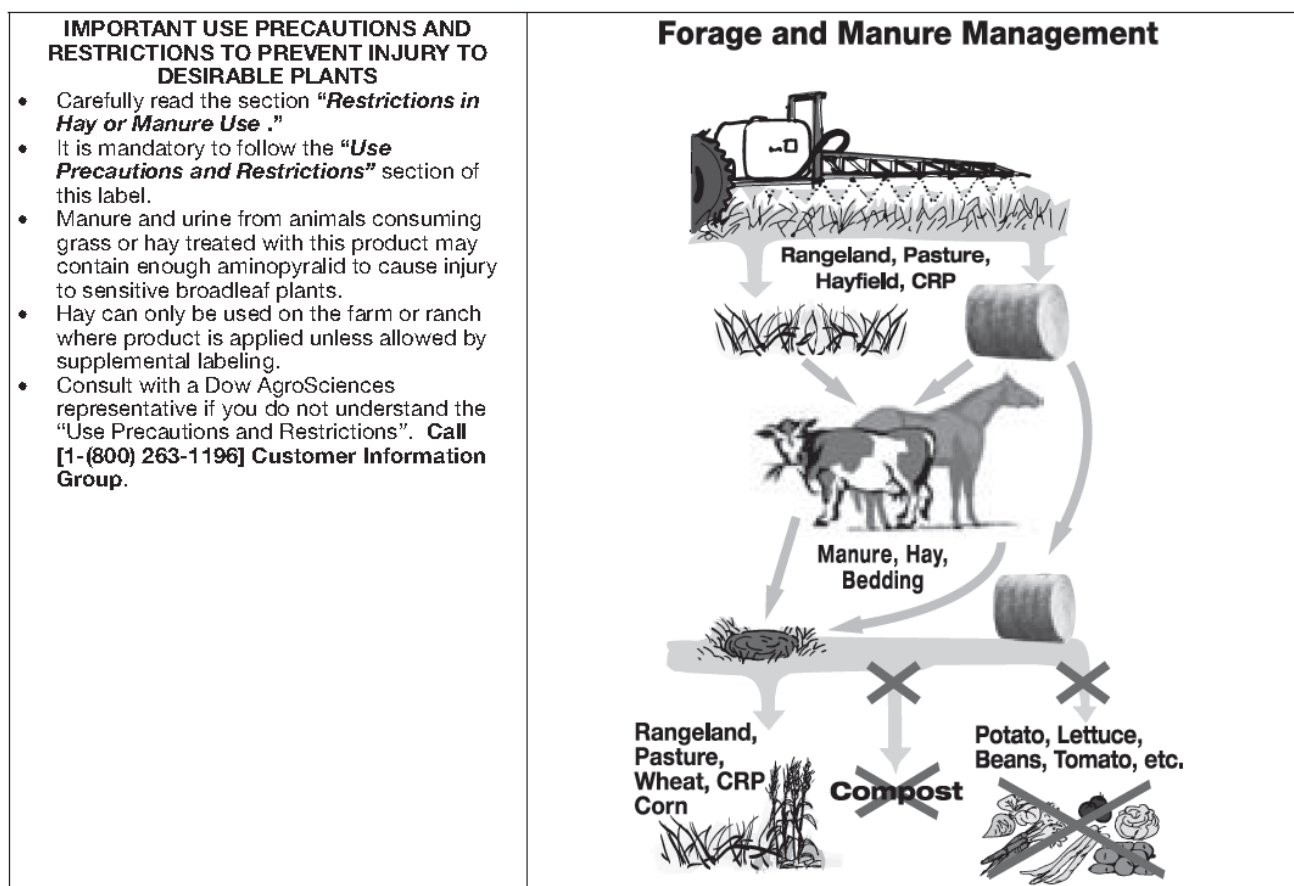 IMPORTANT USE PRECAUTIONS AND
RESTRICTIONS TO PREVENT INJURY TO
DESIRABLE PLANTS
• Carefully read the section “Restrictions in
Hay or Manure Use .”
• It is mandatory to follow the “Use
Precautions and Restrictions” section of
this label.
• Manure and urine from animals consuming
grass or hay treated with this product may
contain enough aminopyralid to cause injury
to sensitive broadleaf plants.
• Hay can only be used on the farm or ranch
where product is applied unless allowed by
supplemental labeling.
• Consult with a Dow AgroSciences
representative if you do not understand the
“Use Precautions and Restrictions”. Call
[1-(800) 263-1196] Customer Information
Group.
Forage and Manure Management
Rangeland, Pasture,
Hayfield, CRP
Manure, Hay,
Bedding
Rangeland,
Pasture,
Wheat, CRP
Corn
Compost
Potato, Lettuce,
Beans, Tomato, etc.